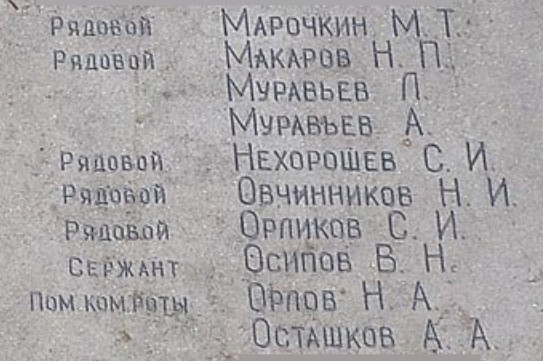 Рядовой Марочкин М. Т.
Рядовой Макаров Н. П.
Муравьев Л.
Муравьев А.
Рядовой Нехорошев С. И.
Рядовой Овчинников Н. И.
Рядовой Орликов С. И.
Сержант Осипов В. Н.
Пом. ком. роты Орлов Н. А.
Осташков А. А.